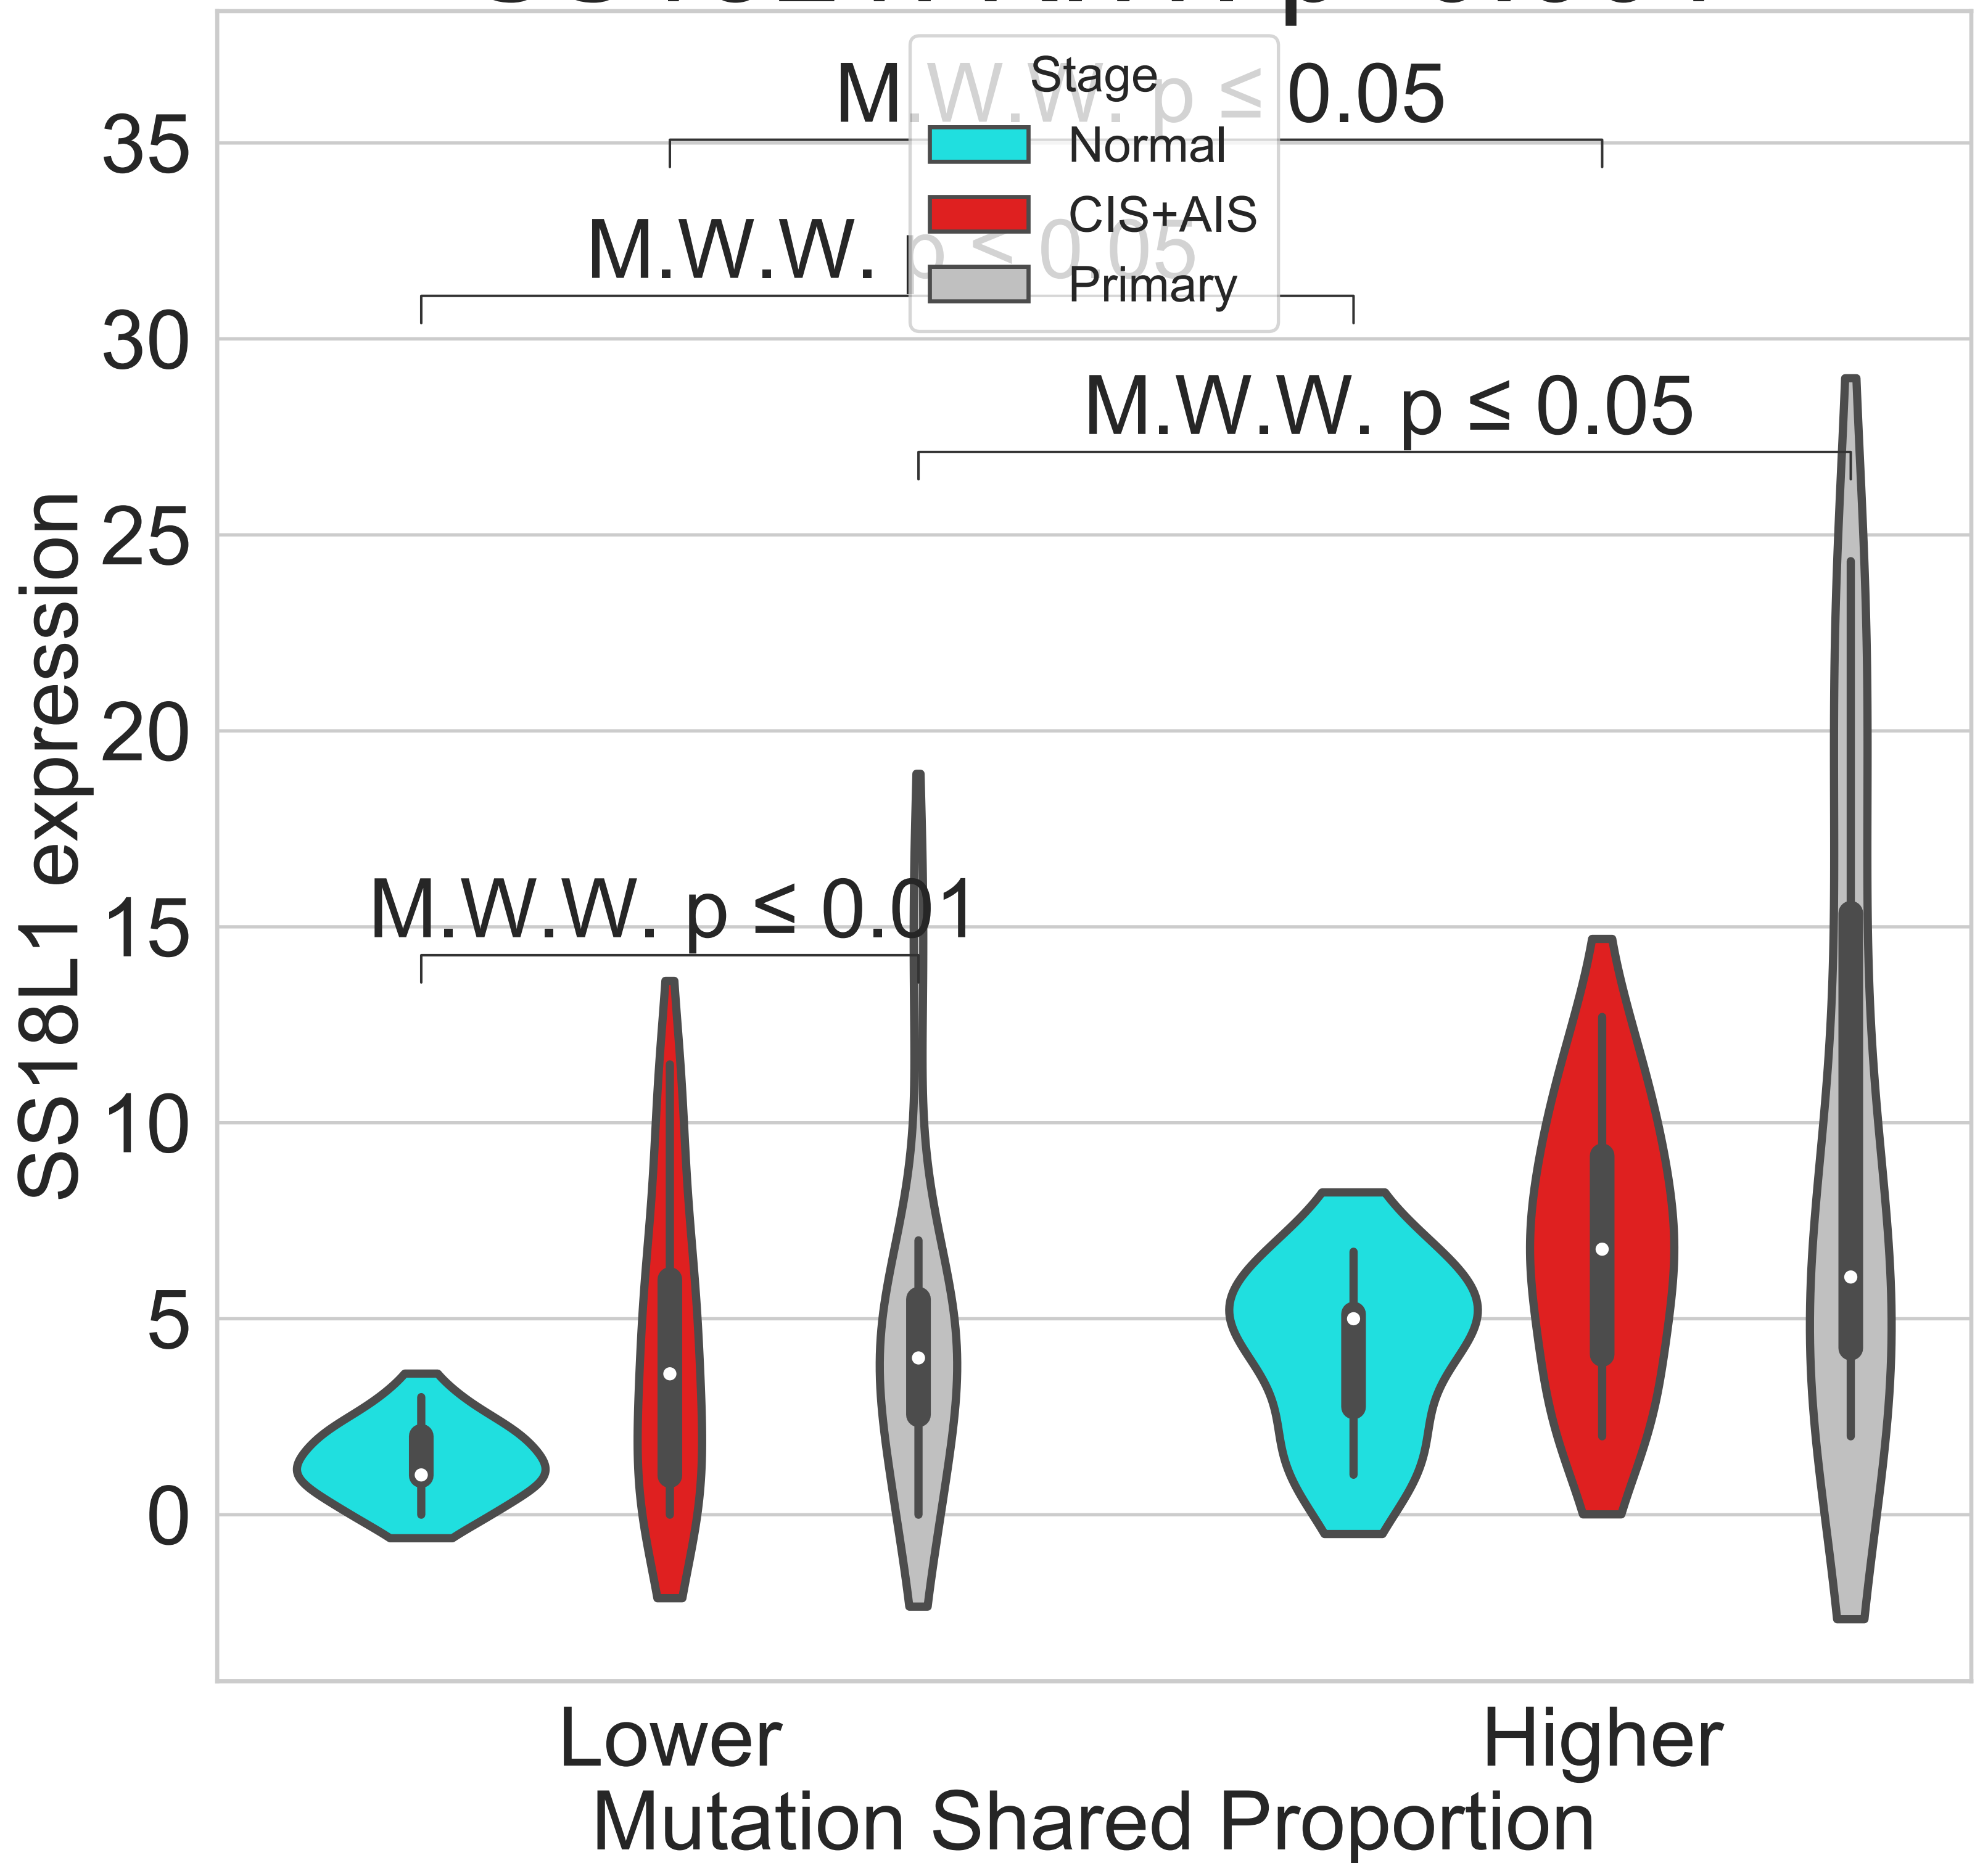 M.W.W. p ≤ 0.05
Stage
Normal
CIS+AIS
Primary
M.W.W. p ≤ 0.05
M.W.W. p ≤ 0.05
M.W.W. p ≤ 0.01
35
30
25
20
15
10
5
0
SS18L1 expression
Lower
Higher
Mutation Shared Proportion